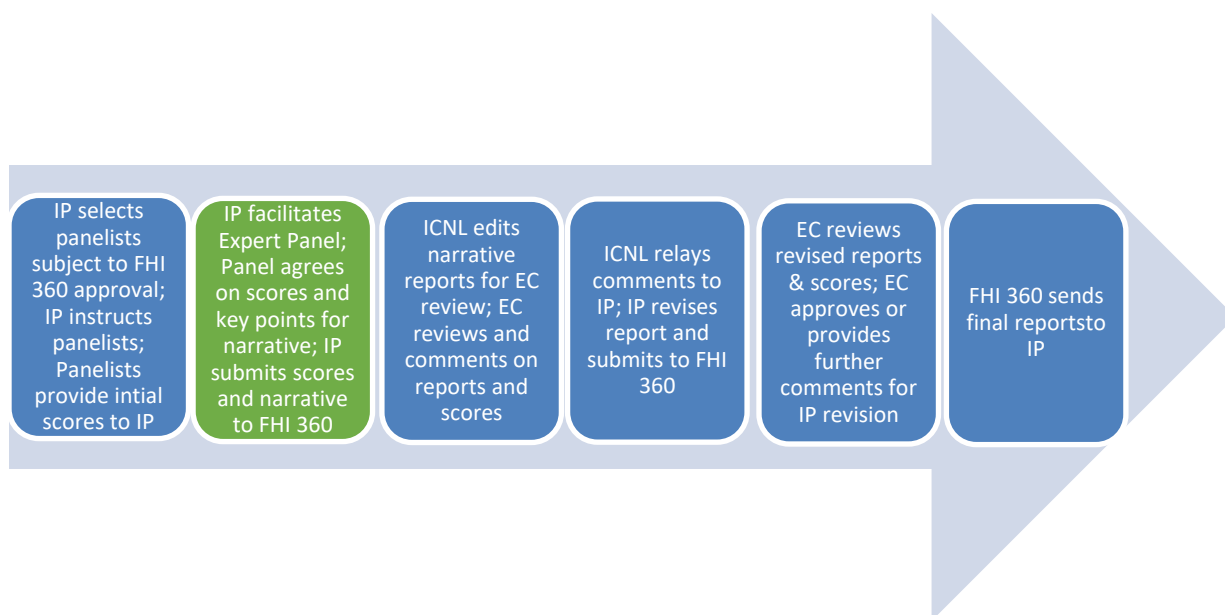 IP selects
panelists
subject to FHI
360 approval;
IP instructs
panelists;
Panelists
provide intial
scores to IP
IP facilitates
Expert Panel;
Panel agrees
on scores and
key points for
narrative; IP
submits scores
and narrative
to FHI 360
ICNL edits
narrative
reports for EC
review; EC
reviews and
comments on
reports and
scores
ICNL relays
comments to
IP; IP revises
report and
submits to FHI
360
EC reviews
revised reports
& scores; EC
approves or
provides
further
comments for
IP revision
FHI 360 sends
final reportsto
IP